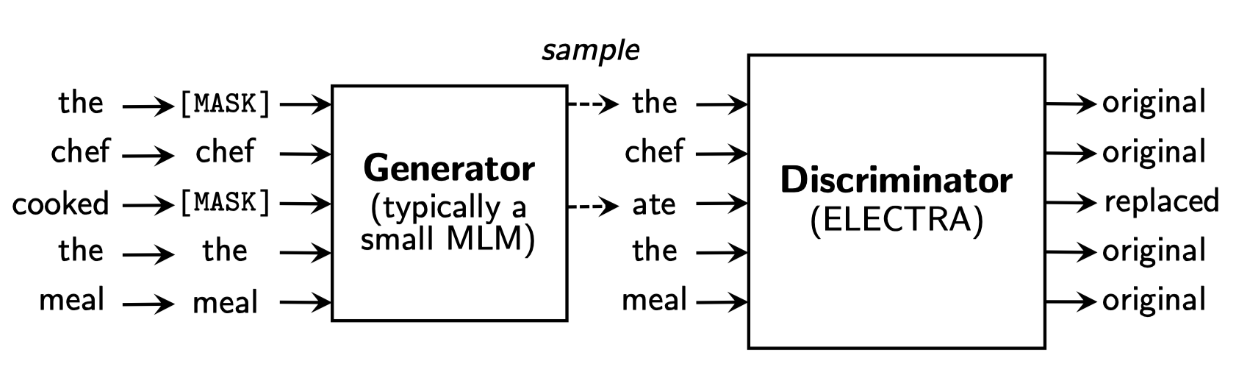 sample
the [MASK] the original
chef chef chef original
cooked [MASK] ate replaced
the the the original
meal meal meal original
Generator
(typically a
small MLM)
Discriminator
(ELECTRA)